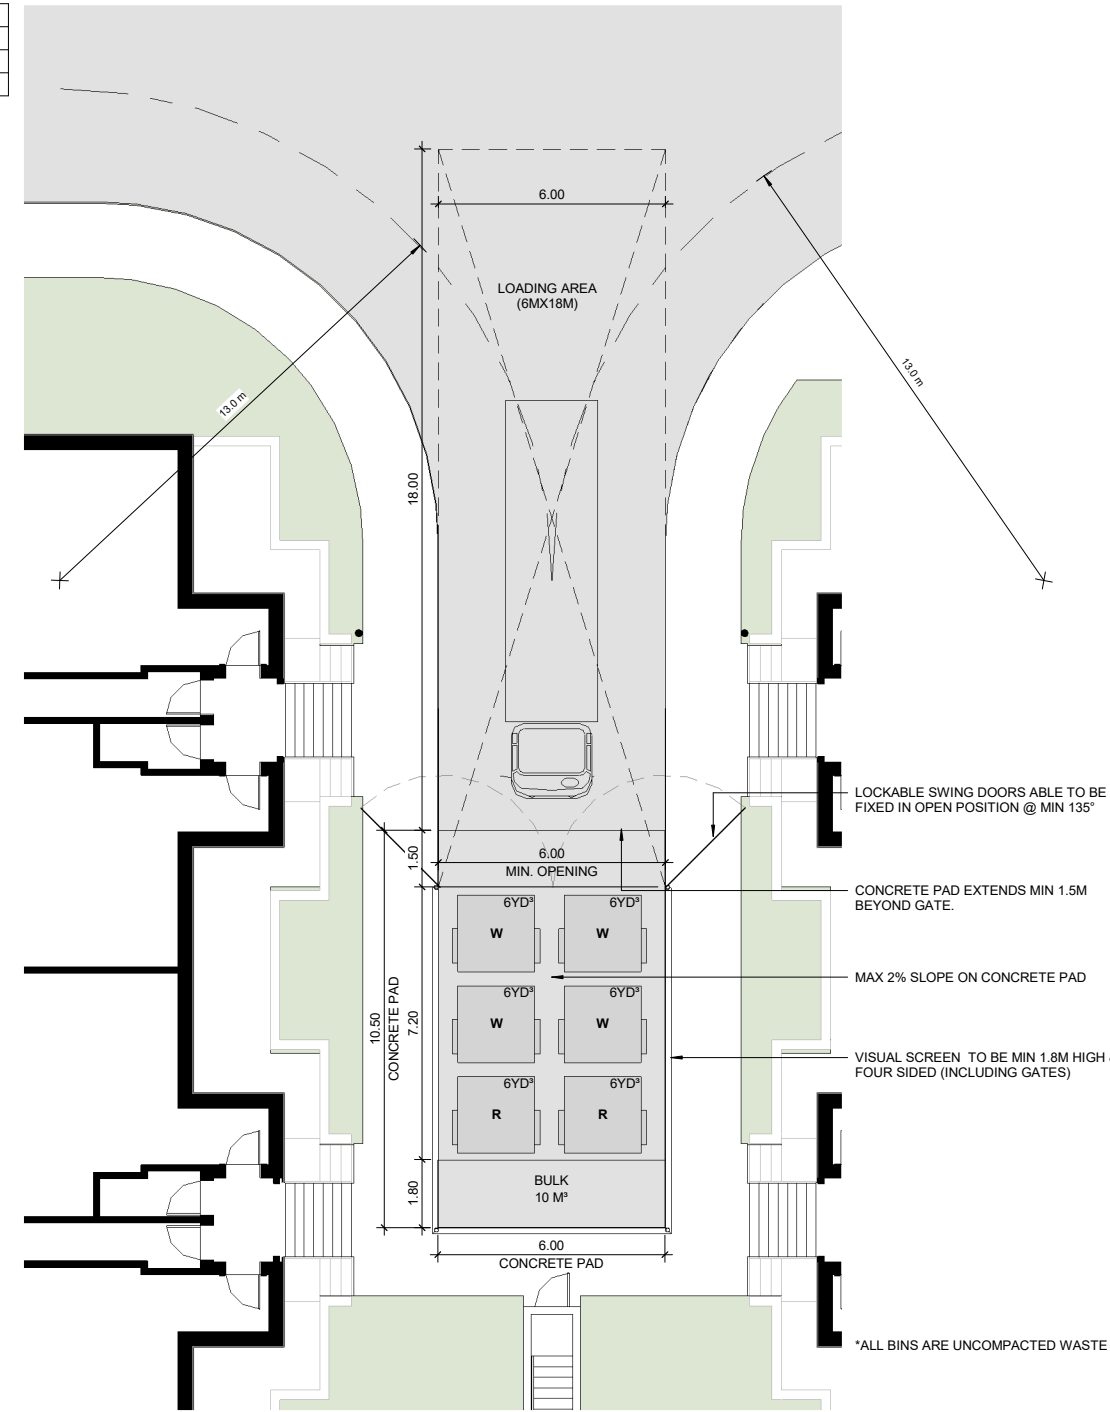 6.00
LOADING AREA
(6MX18M)
13.0 m
13.0 m
18.00
LOCKABLE SWING DOORS ABLE TO BE
FIXED IN OPEN POSITION @ MIN 135°
1.50
6.00
MIN. OPENING
CONCRETE PAD EXTENDS MIN 1.5M
BEYOND GATE.
6YD³
6YD³
W
W
MAX 2% SLOPE ON CONCRETE PAD
6YD³
6YD³
W
W
10.50
CONCRETE PAD
7.20
VISUAL SCREEN TO BE MIN 1.8M HIGH
FOUR SIDED (INCLUDING GATES)
6YD³
6YD³
R
R
1.80
BULK
10 M³
6.00
CONCRETE PAD
*ALL BINS ARE UNCOMPACTED WASTE